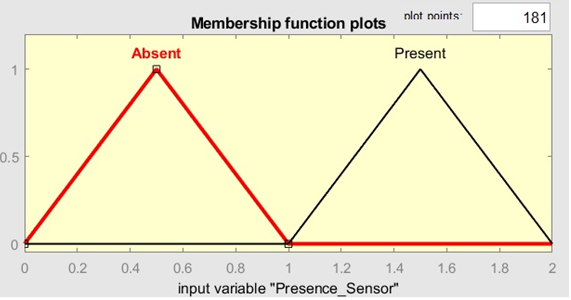 Membership function plots
plot points:
181
Absent
Present
1
0.5
0
0 0.2 0.4 0.6 0.8 1 1.2 1.4 1.6 1.8 2
input variable "Presence_Sensor"